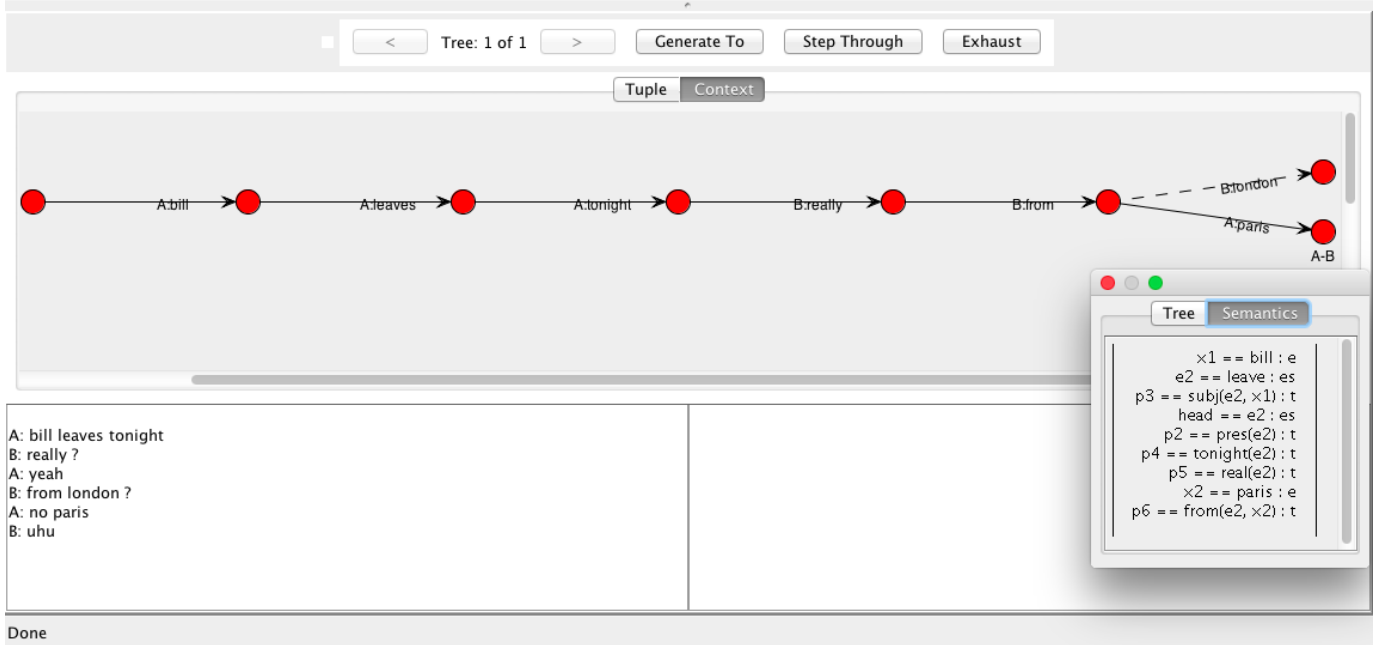 < Tree: 1 of 1 > Generate To Step Through Exhaust
Tuple Context
A:bill A:leaves A:tonight B:really B:from B:london
A:paris
A-B
Tree Semantics
x1 == bill : e
e2 == leave : es
p3 == subj(e2, x1) : t
head == e2 : es
p2 == pres(e2) : t
p4 == tonight(e2) : t
p5 == real(e2) : t
x2 == paris : e
p6 == from(e2, x2) : t
A: bill leaves tonight
B: really ?
A: yeah
B: from london ?
A: no paris
B: uhu
Done